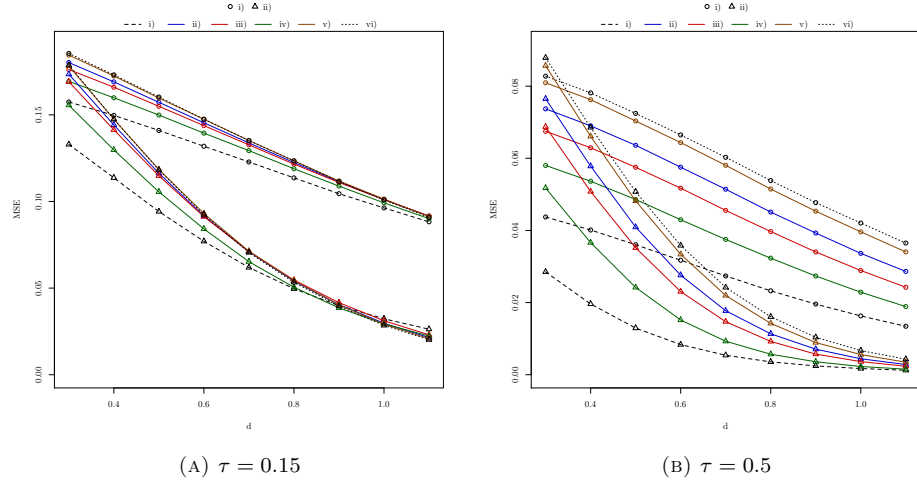 i) ii)
i) ii) iii) iv) v) vi)
MSE
0.00 0.05 0.10 0.15
0.4 0.6 0.8 1.0
d
(A) τ = 0.15
i) ii)
i) ii) iii) iv) v) vi)
MSE
0.00 0.02 0.04 0.06 0.08
0.4 0.6 0.8 1.0
d
(B) τ = 0.5